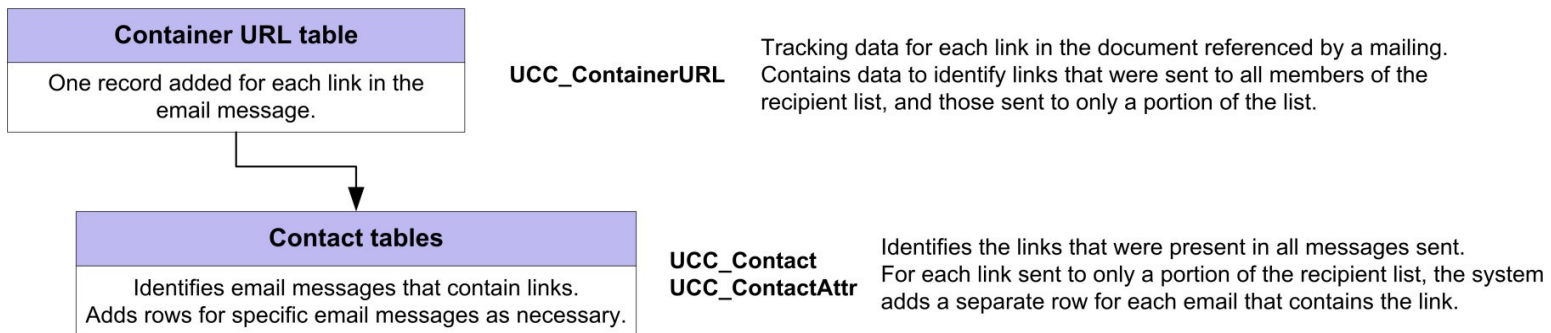 Container URL table
One record added for each link in the
email message.
UCC_ContainerURL
Tracking data for each link in the document referenced by a mailing.
Contains data to identify links that were sent to all members of the
recipient list, and those sent to only a portion of the list.
Contact tables
Identifies email messages that contain links.
Adds rows for specific email messages as necessary.
UCC_Contact
UCC_ContactAttr
Identifies the links that were present in all messages sent.
For each link sent to only a portion of the recipient list, the system
adds a separate row for each email that contains the link.